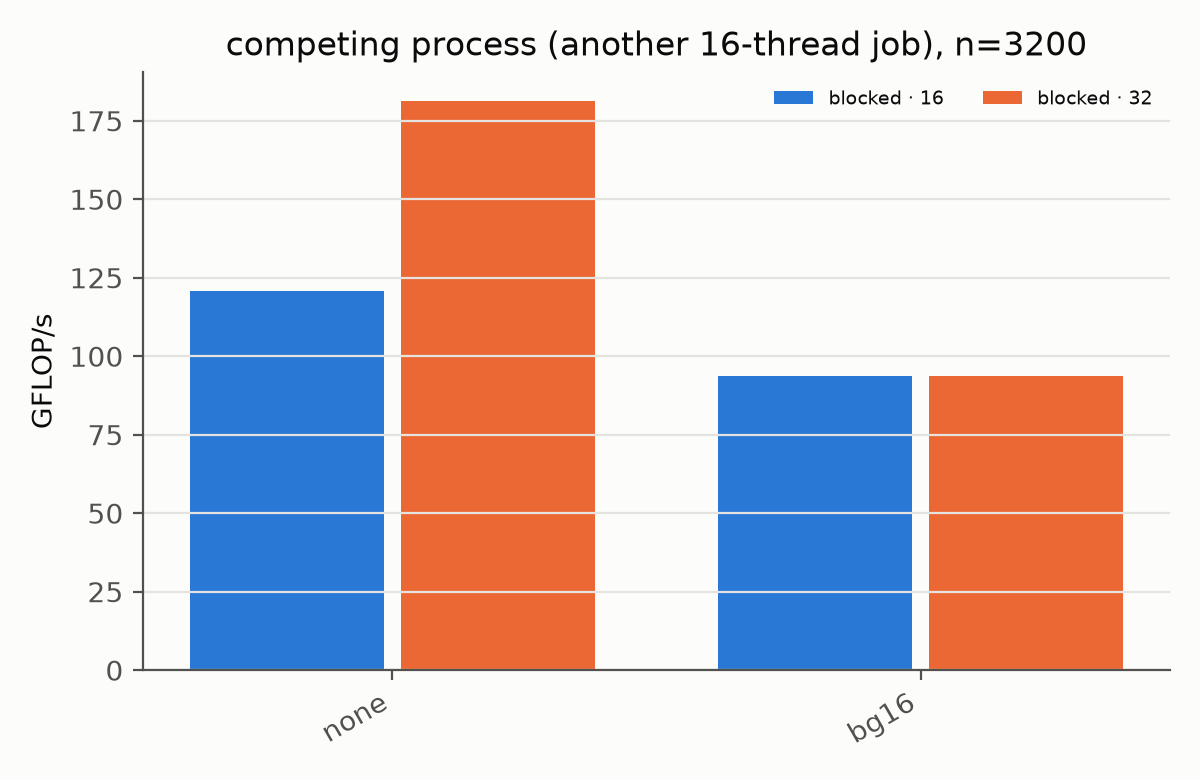 competing process (another 16-thread job), n=3200
blocked · 16
blocked · 32
GFLOP/s
175
150
125
100
75
50
25
0
none
bg16